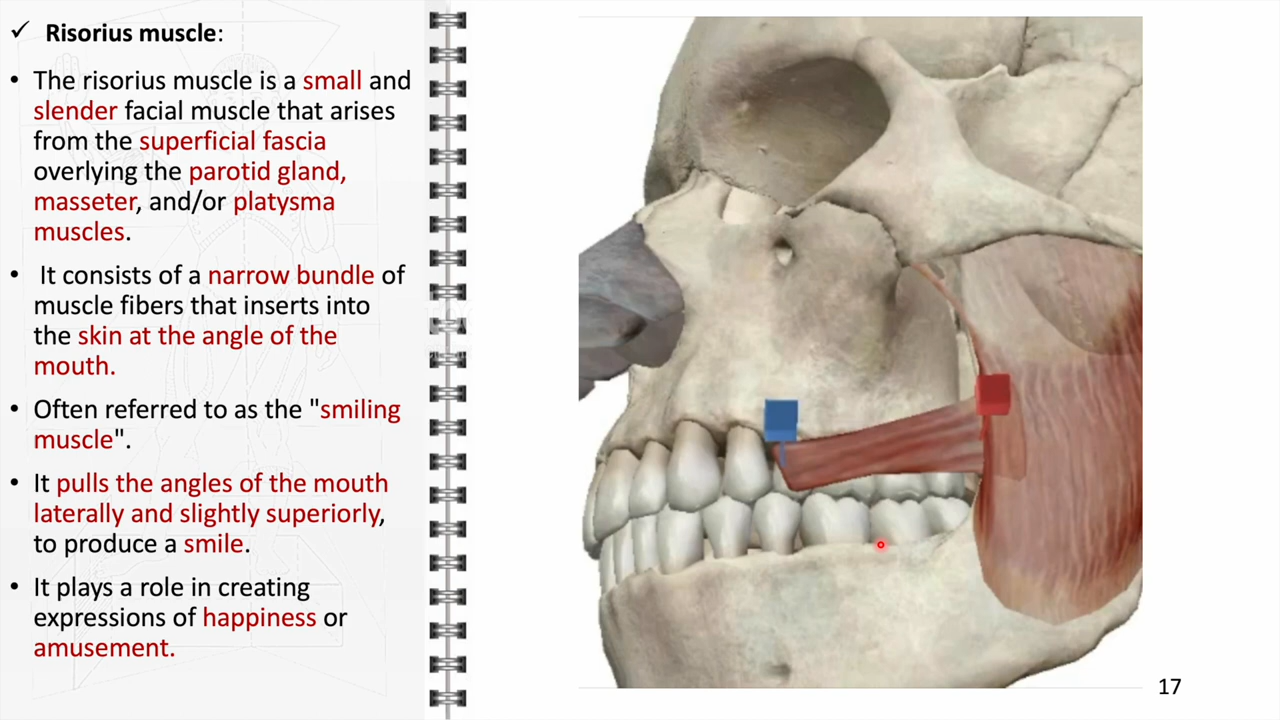 ✓ Risorius muscle:
• The risorius muscle is a small and
slender facial muscle that arises
from the superficial fascia
overlying the parotid gland,
masseter, and/or platysma
muscles.
• It consists of a narrow bundle of
muscle fibers that inserts into
the skin at the angle of the
mouth.
• Often referred to as the "smiling
muscle".
• It pulls the angles of the mouth
laterally and slightly superiorly,
to produce a smile.
• It plays a role in creating
expressions of happiness or
amusement.
17